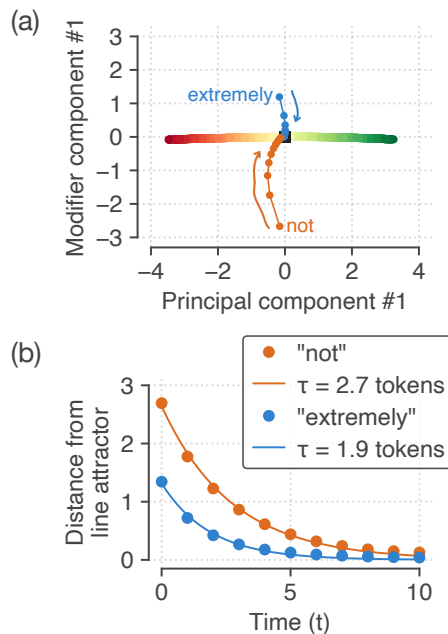 (a)
Modifier component #1
3
2
1
0
−1
−2
−3
extremely
not
−4
−2
0
2
4
Principal component #1
(b)
"not"
τ = 2.7 tokens
"extremely"
τ = 1.9 tokens
Distance from
line attractor
3
2
1
0
0
5
10
Time (t)